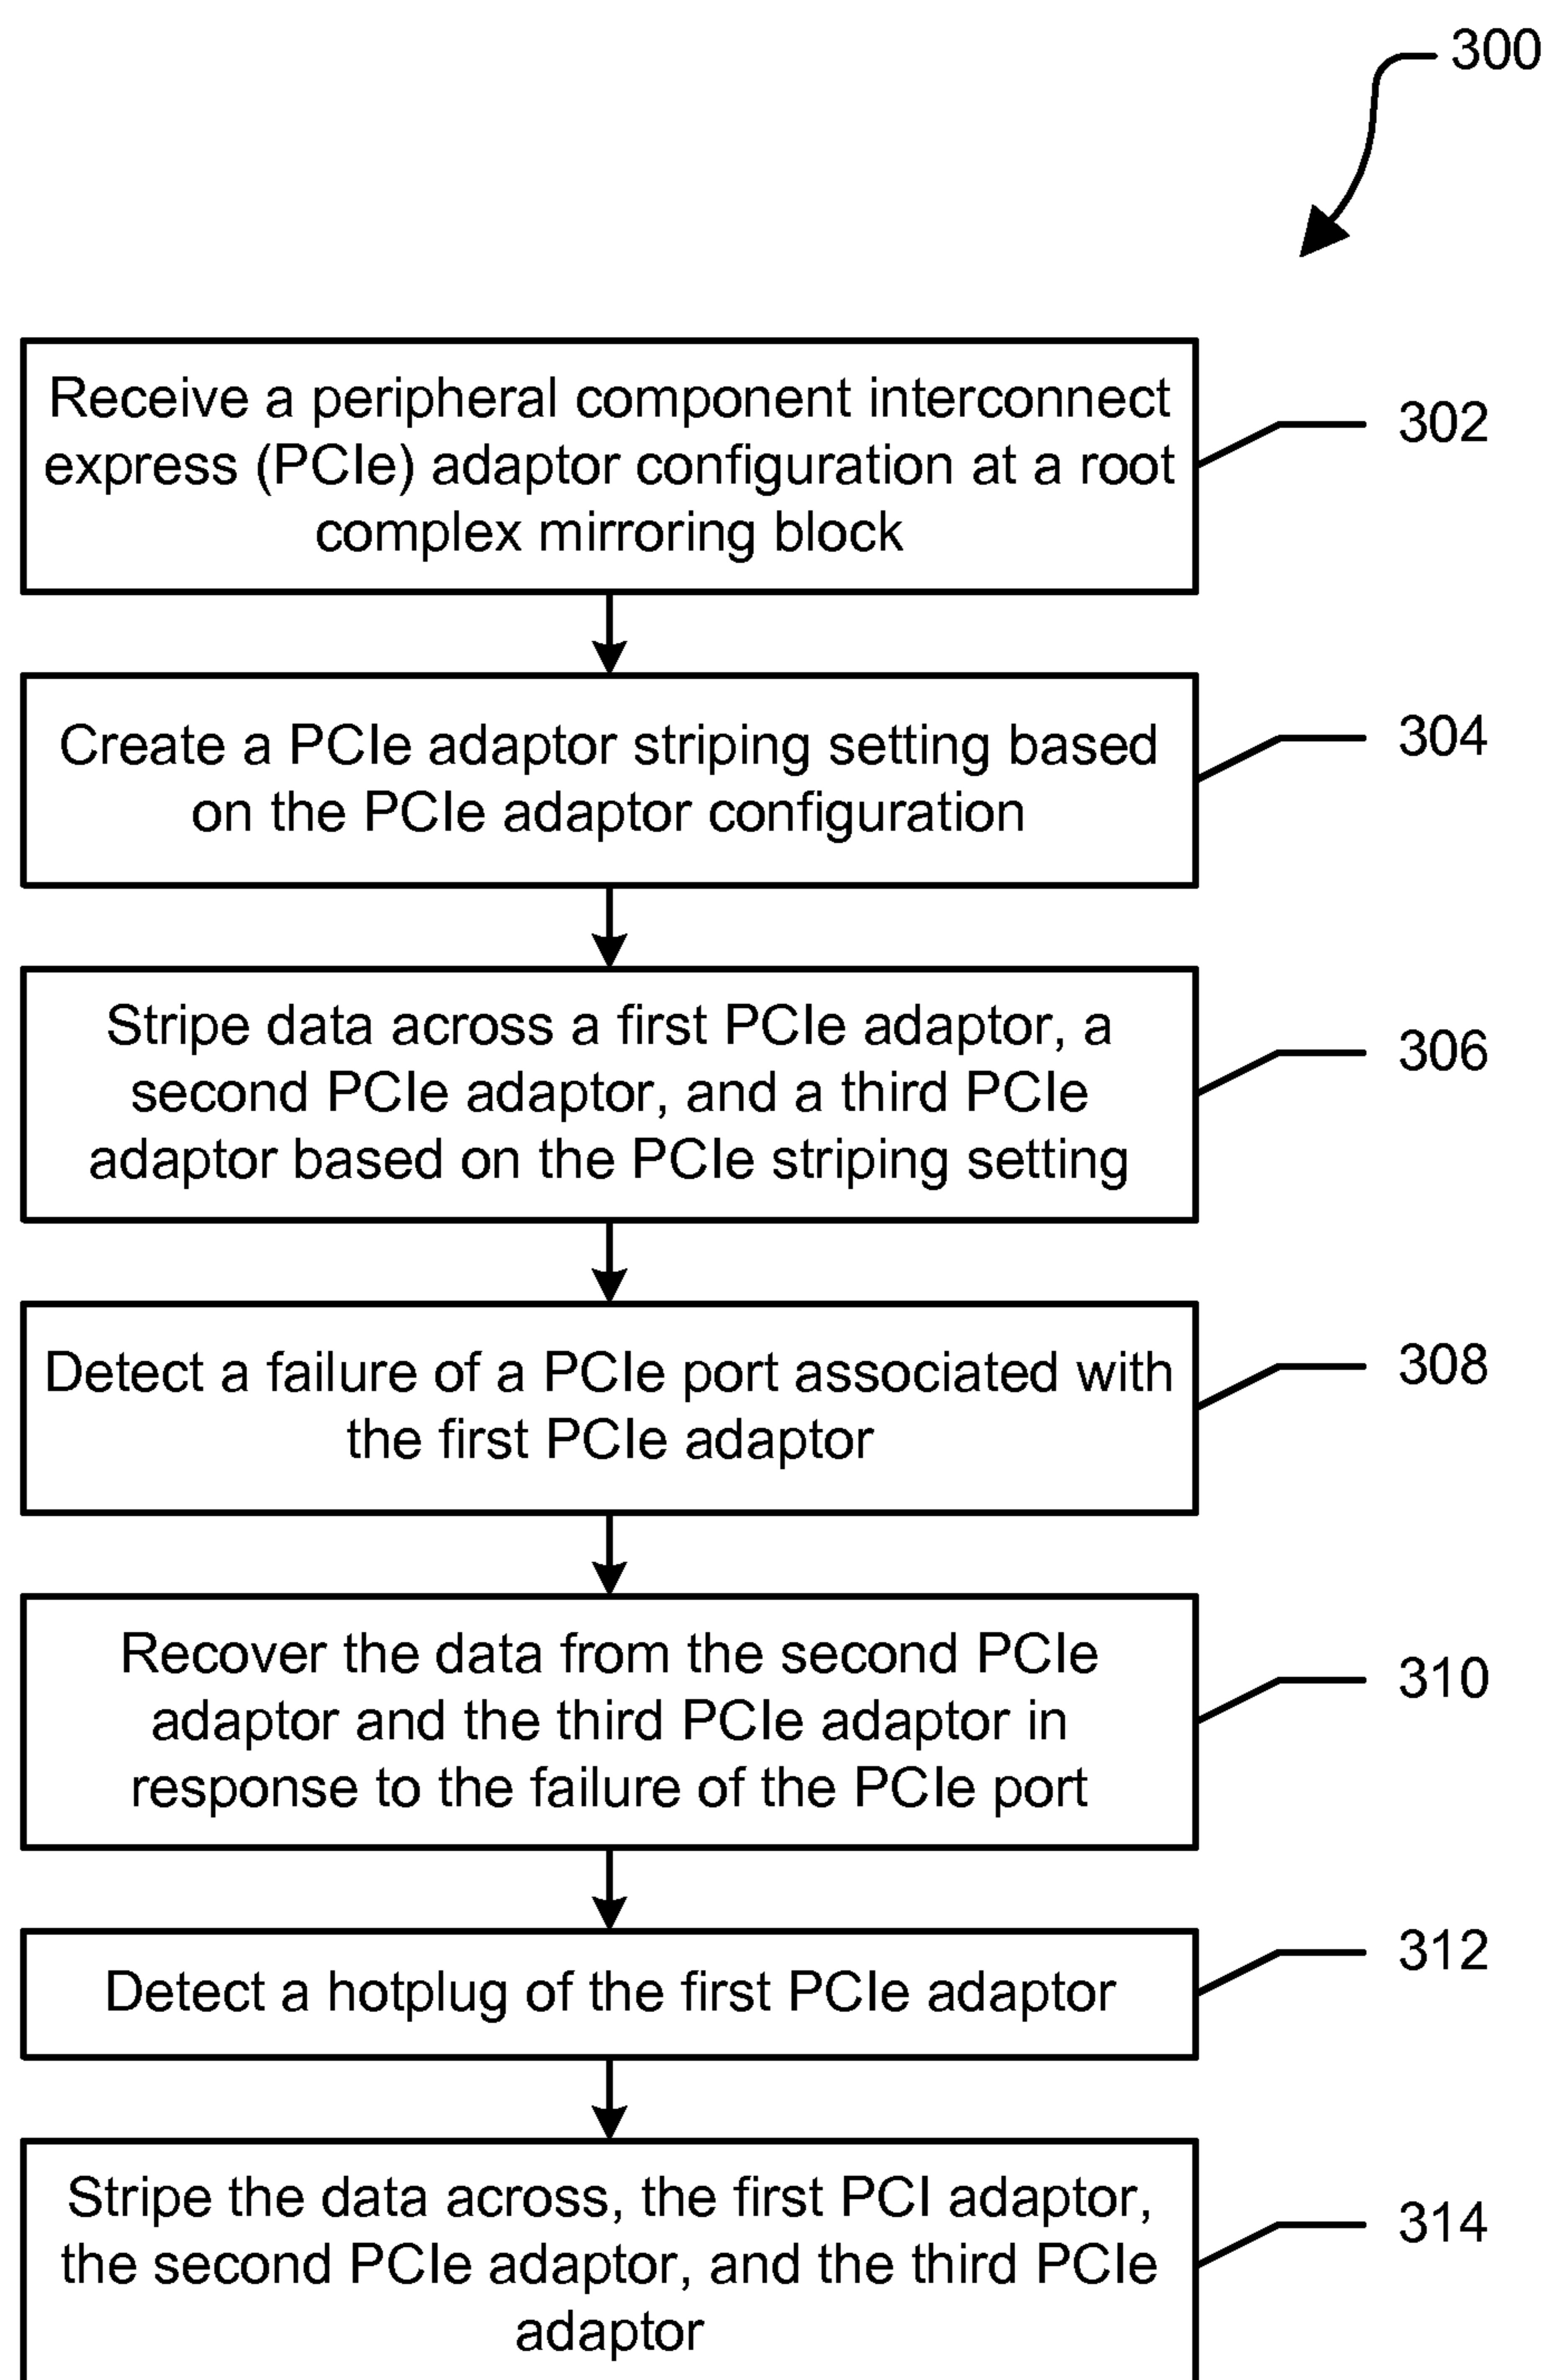 300
Receive a peripheral component interconnect
express (PCIe) adaptor configuration at a root
complex mirroring block
302
Create a PCIe adaptor striping setting based
on the PCIe adaptor configuration
304
Stripe data across a first PCIe adaptor, a
second PCIe adaptor, and a third PCIe
adaptor based on the PCIe striping setting
306
Detect a failure of a PCIe port associated with
the first PCIe adaptor
308
Recover the data from the second PCIe
adaptor and the third PCIe adaptor in
response to the failure of the PCIe port
310
Detect a hotplug of the first PCIe adaptor
312
Stripe the data across, the first PCI adaptor,
the second PCIe adaptor, and the third PCIe
adaptor
314